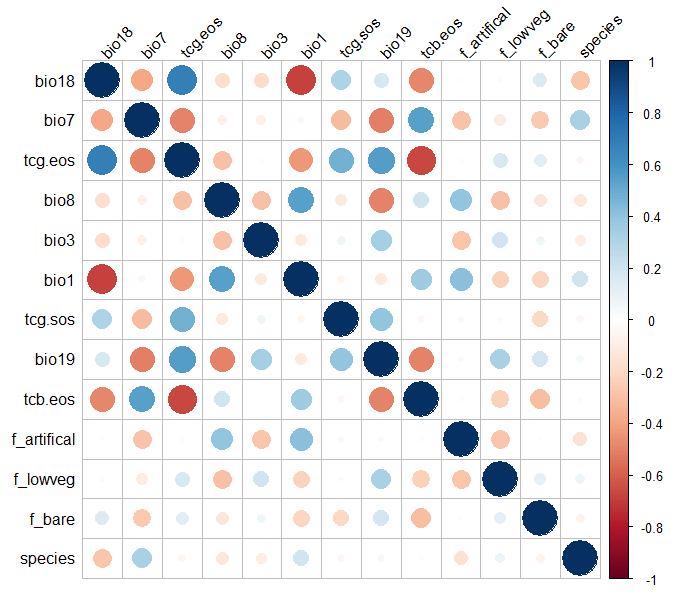 bio18 bio7 tcg.eos bio8 bio3 bio1 tcg.sos bio19 tcb.eos f_artifical f_lowveg f_bare species
bio18
bio7
tcg.eos
bio8
bio3
bio1
tcg.sos
bio19
tcb.eos
f_artifical
f_lowveg
f_bare
species
1
0.8
0.6
0.4
0.2
0
-0.2
-0.4
-0.6
-0.8
-1